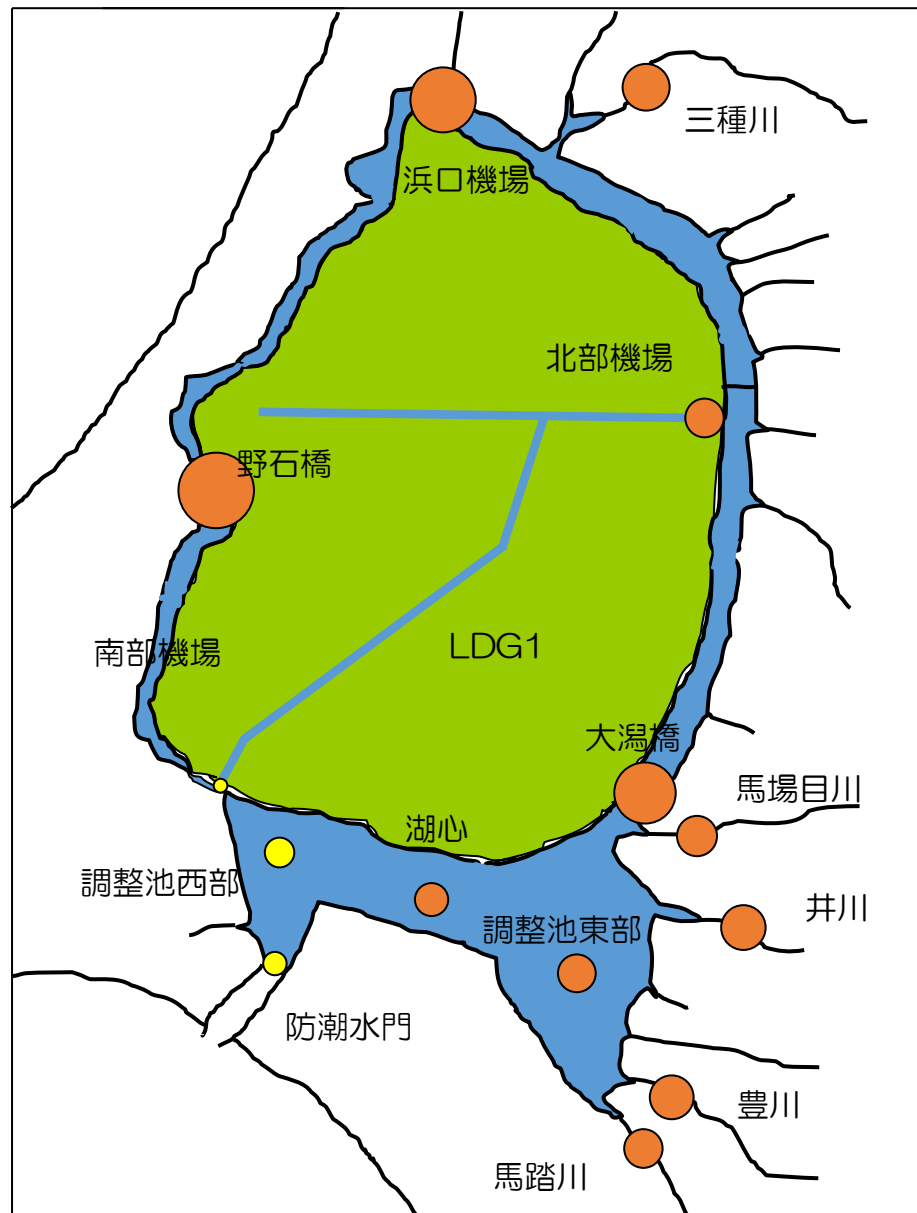 三種川
浜口機場
北部機場
野石橋
南部機場
LDG1
大潟橋
馬場目川
湖心
調整池西部
井川
調整池東部
防潮水門
豊川
馬踏川